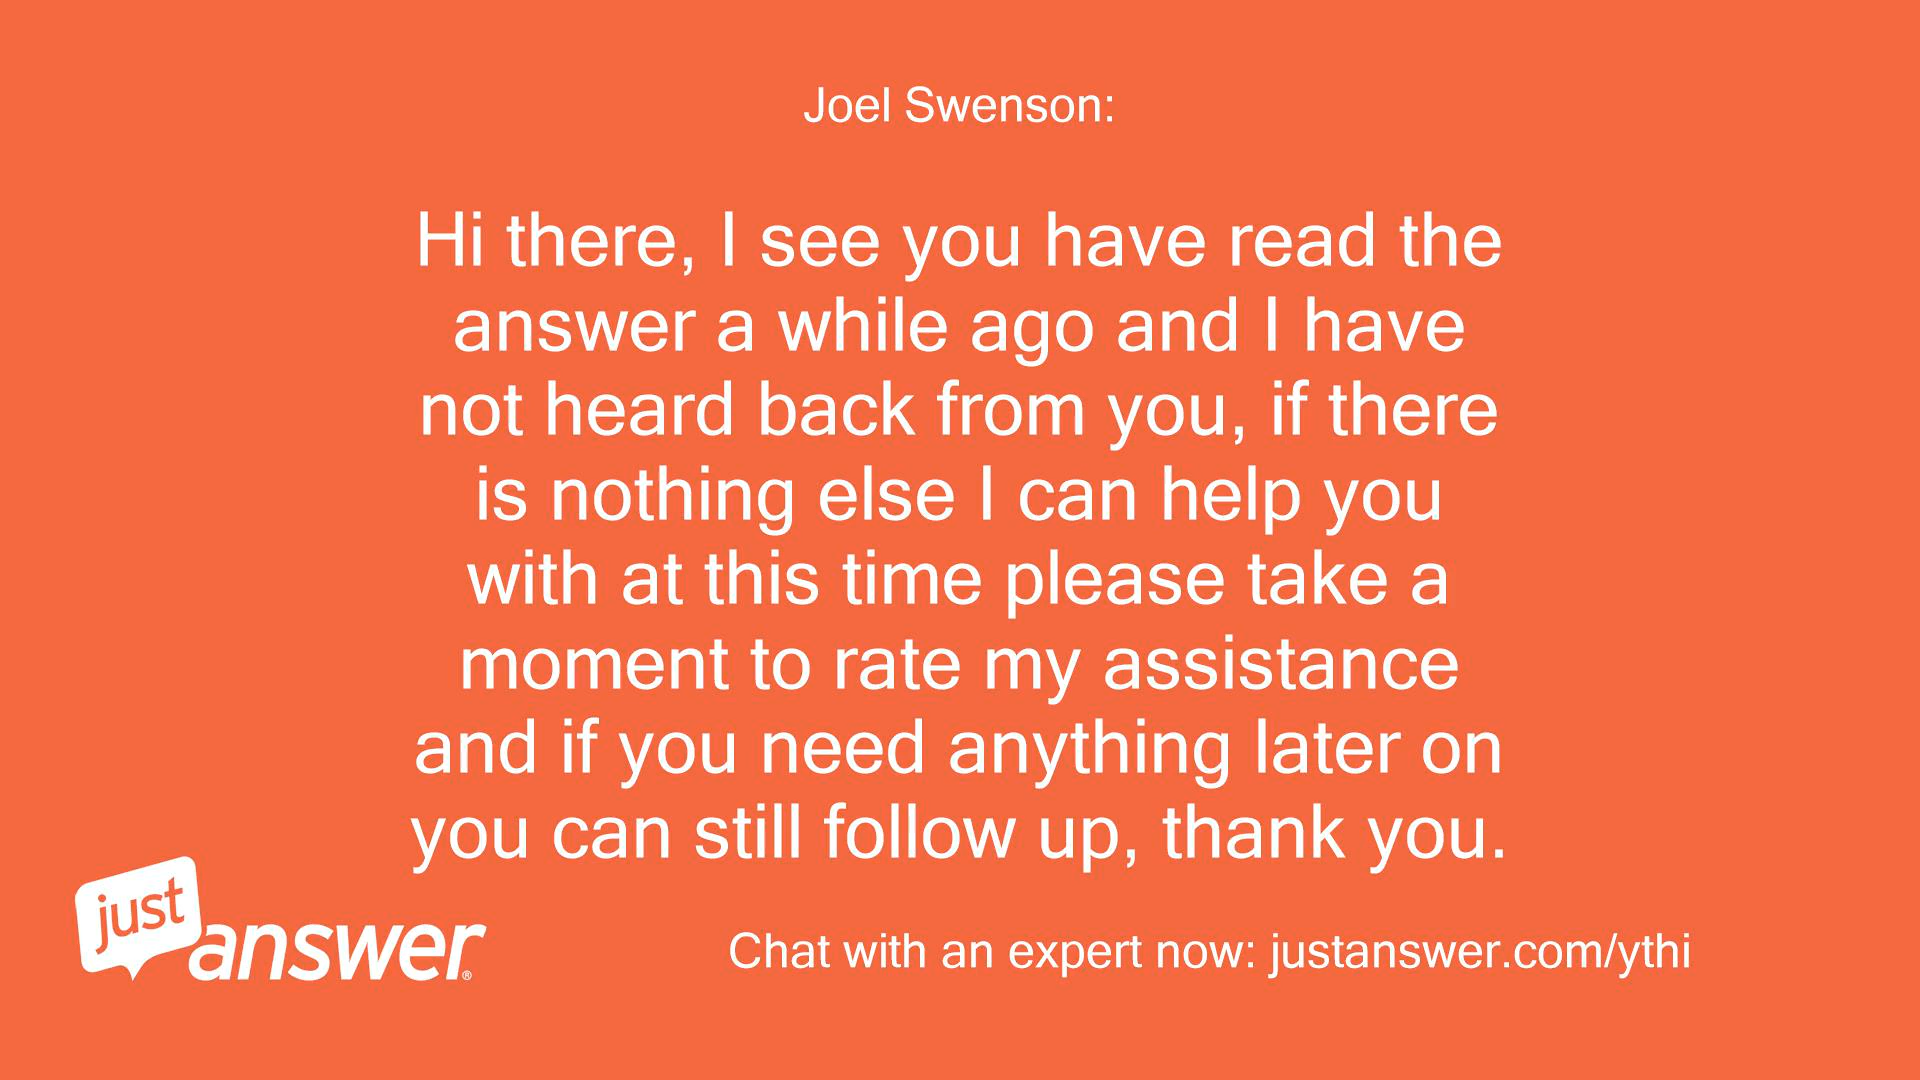 Joel Swenson:
Hi there, I see you have read the
answer a while ago and I have
not heard back from you, if there
is nothing else I can help you
with at this time please take a
moment to rate my assistance
and if you need anything later on
you can still follow up, thank you.
just
answer®
Chat with an expert now: justanswer.com/ythi